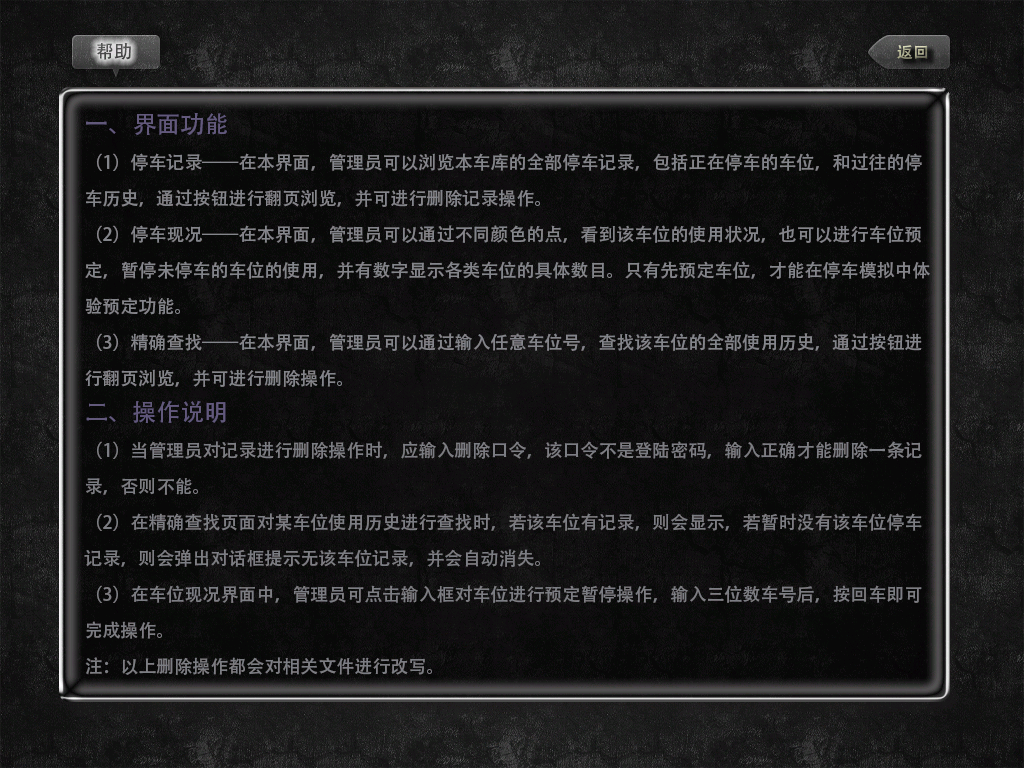 帮助
返回
一、界面功能
（1）停车记录——在本界面，管理员可以浏览本车库的全部停车记录，包括正在停车的车位，和过往的停
车历史，通过按钮进行翻页浏览，并可进行删除记录操作。
（2）停车现况——在本界面，管理员可以通过不同颜色的点，看到该车位的使用状况，也可以进行车位预
定，暂停未停车的车位的使用，并有数字显示各类车位的具体数目。只有先预定车位，才能在停车模拟中体
验预定功能。
（3）精确查找——在本界面，管理员可以通过输入任意车位号，查找该车位的全部使用历史，通过按钮进
行翻页浏览，并可进行删除操作。
二、操作说明
（1）当管理员对记录进行删除操作时，应输入删除口令，该口令不是登陆密码，输入正确才能删除一条记
录，否则不能。
（2）在精确查找页面对某车位使用历史进行查找时，若该车位有记录，则会显示，若暂时没有该车位停车
记录，则会弹出对话框提示无该车位记录，并会自动消失。
（3）在车位现况界面中，管理员可点击输入框对车位进行预定暂停操作，输入三位数车号后，按回车即可
完成操作。
注：以上删除操作都会对相关文件进行改写。